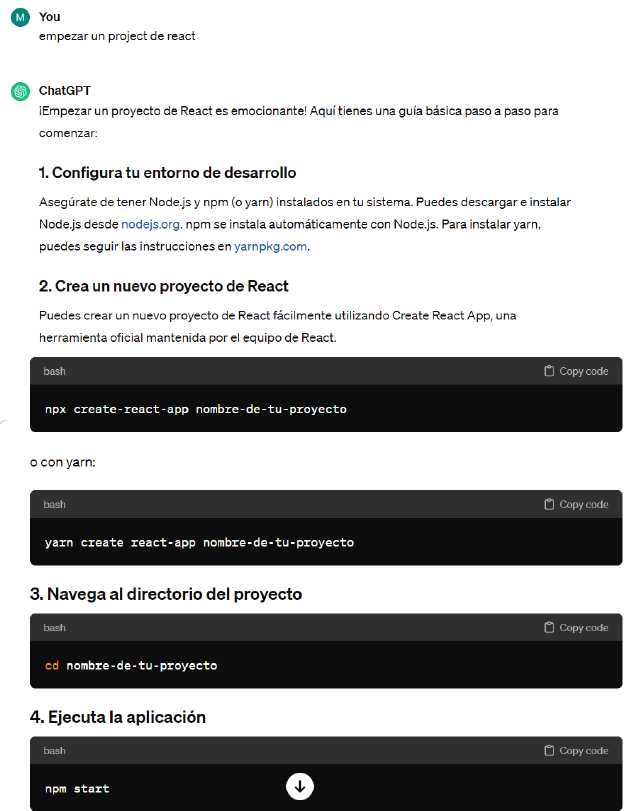 M You
empezar un project de react
ChatGPT
¡Empezar un proyecto de React es emocionante! Aquí tienes una guía básica paso a paso para
comenzar:
1. Configura tu entorno de desarrollo
Asegúrate de tener Node.js y npm (o yarn) instalados en tu sistema. Puedes descargar e instalar
Node.js desde nodejs.org. npm se instala automáticamente con Node.js. Para instalar yarn,
puedes seguir las instrucciones en yarnpkg.com.
2. Crea un nuevo proyecto de React
Puedes crear un nuevo proyecto de React fácilmente utilizando Create React App, una
herramienta oficial mantenida por el equipo de React.
bash Copy code
npx create-react-app nombre-de-tu-proyecto
o con yarn:
bash Copy code
yarn create react-app nombre-de-tu-proyecto
3. Navega al directorio del proyecto
bash Copy code
cd nombre-de-tu-proyecto
4. Ejecuta la aplicación
bash Copy code
npm start